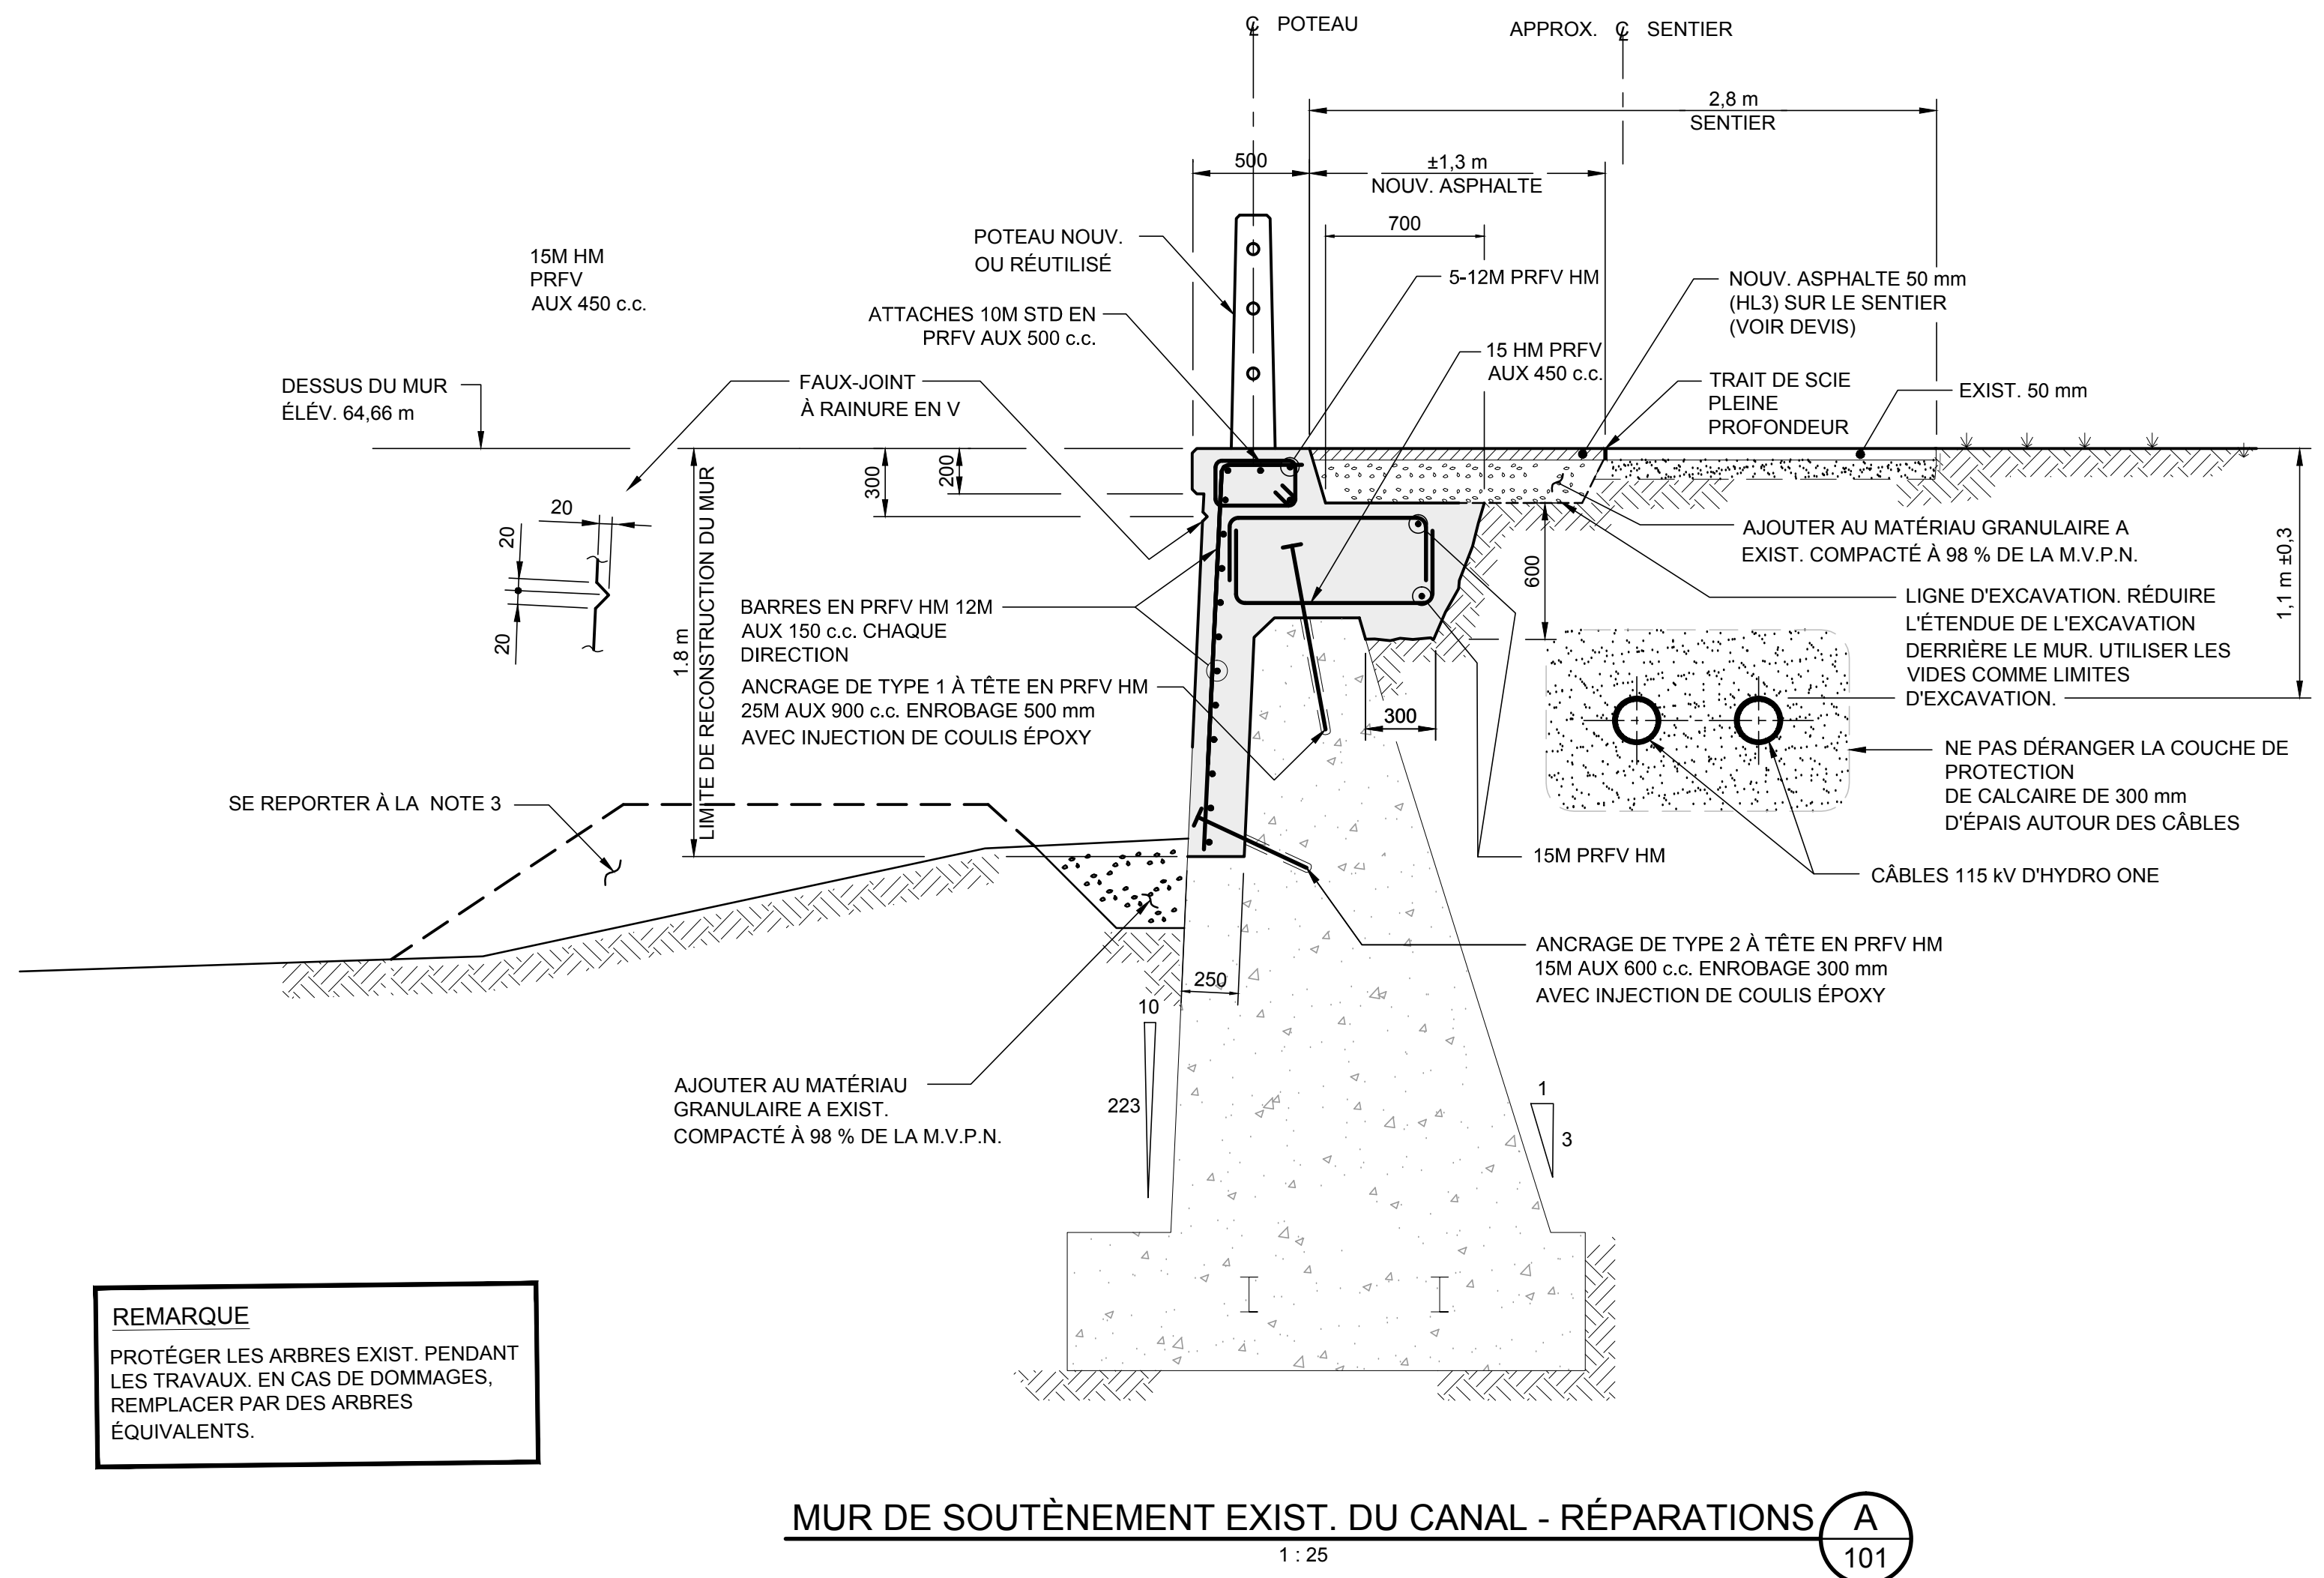 ℄ POTEAU
APPROX. ℄ SENTIER
2,8 m
SENTIER
500
±1,3 m
NOUV. ASPHALTE
700
15M HM
PRFV
AUX 450 c.c.
POTEAU NOUV.
OU RÉUTILISÉ
5-12M PRFV HM
NOUV. ASPHALTE 50 mm
(HL3) SUR LE SENTIER
(VOIR DEVIS)
ATTACHES 10M STD EN
PRFV AUX 500 c.c.
15 HM PRFV
AUX 450 c.c.
DESSUS DU MUR
ÉLÉV. 64,66 m
FAUX-JOINT
À RAINURE EN V
TRAIT DE SCIE
PLEINE
PROFONDEUR
EXIST. 50 mm
300
200
20
20
20
1.8 m
LIMITE DE RECONSTRUCTION DU MUR
600
1,1 m ±0,3
AJOUTER AU MATÉRIAU GRANULAIRE A
EXIST. COMPACTÉ À 98 % DE LA M.V.P.N.
BARRES EN PRFV HM 12M
AUX 150 c.c. CHAQUE
DIRECTION
LIGNE D'EXCAVATION. RÉDUIRE
L'ÉTENDUE DE L'EXCAVATION
DERRIÈRE LE MUR. UTILISER LES
VIDES COMME LIMITES
D'EXCAVATION.
ANCRAGE DE TYPE 1 À TÊTE EN PRFV HM
25M AUX 900 c.c. ENROBAGE 500 mm
AVEC INJECTION DE COULIS ÉPOXY
300
NE PAS DÉRANGER LA COUCHE DE
PROTECTION
DE CALCAIRE DE 300 mm
D'ÉPAIS AUTOUR DES CÂBLES
SE REPORTER À LA NOTE 3
15M PRFV HM
CÂBLES 115 kV D'HYDRO ONE
ANCRAGE DE TYPE 2 À TÊTE EN PRFV HM
15M AUX 600 c.c. ENROBAGE 300 mm
AVEC INJECTION DE COULIS ÉPOXY
250
10
223
1
3
AJOUTER AU MATÉRIAU
GRANULAIRE A EXIST.
COMPACTÉ À 98 % DE LA M.V.P.N.
REMARQUE
PROTÉGER LES ARBRES EXIST. PENDANT
LES TRAVAUX. EN CAS DE DOMMAGES,
REMPLACER PAR DES ARBRES
ÉQUIVALENTS.
MUR DE SOUTÈNEMENT EXIST. DU CANAL - RÉPARATIONS
A
101
1 : 25